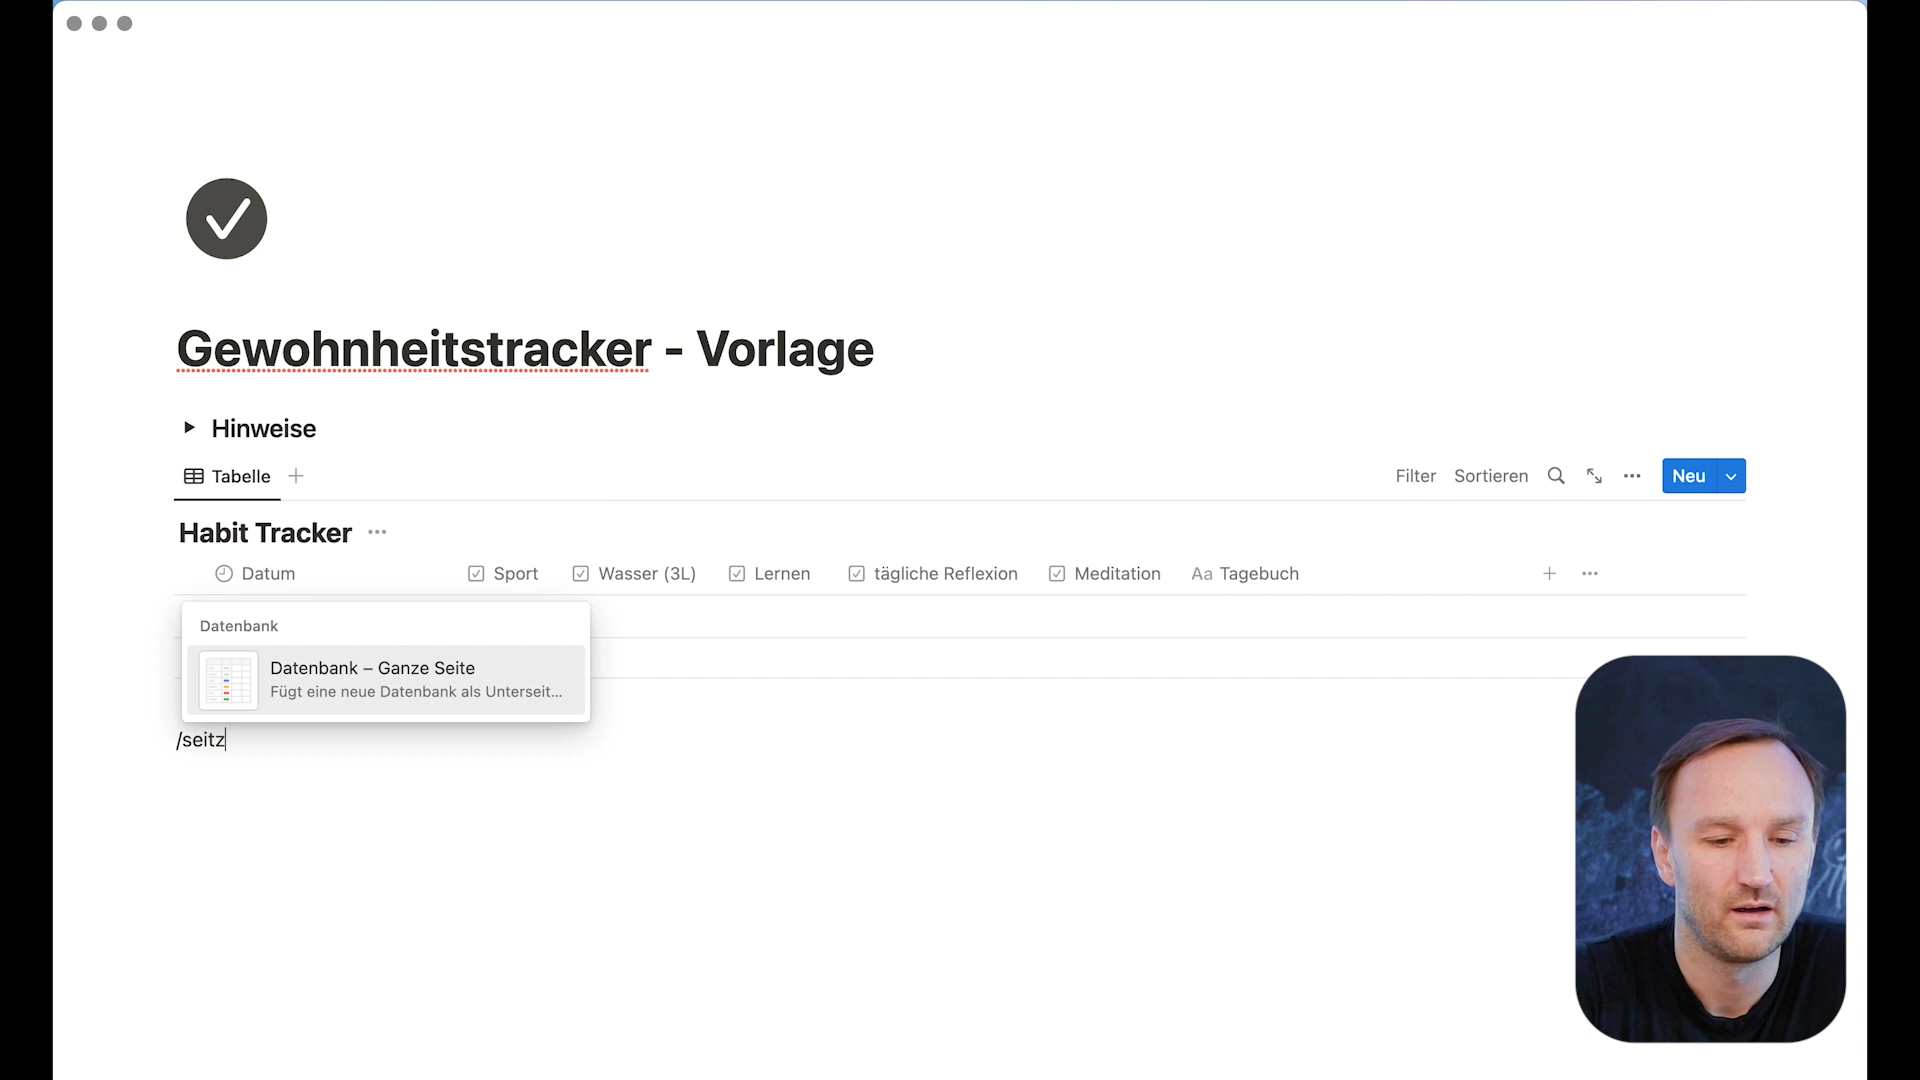 Gewohnheitstracker - Vorlage
Hinweise
Tabelle
Filter Sortieren Neu
Habit Tracker
Datum Sport Wasser (3L) Lernen tägliche Reflexion Meditation Aa Tagebuch
Datenbank
Datenbank – Ganze Seite
Fügt eine neue Datenbank als Unterseit...
/seitz